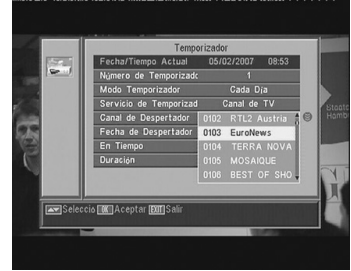 Temporizador
Fecha/Tiempo Actual 05/02/2007 08:53
Número de Temporizadc 1
Modo Temporizador Cada Día
Servicio de Temporizad Canal de TV
Canal de Despertador 0102 RTL2 Austria
Fecha de Despertador 0103 EuroNews
En Tiempo 0104 TERRA NOVA
Duración 0105 MOSAIQUE
0106 BEST OF SHO
Seleccio OK Aceptar EXIT Salir